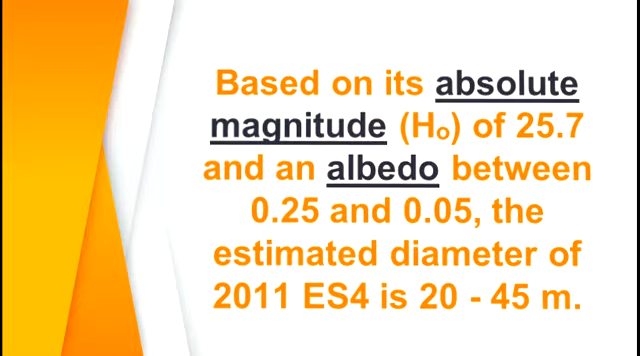 Based on its absolute
magnitude (Hₒ) of 25.7
and an albedo between
0.25 and 0.05, the
estimated diameter of
2011 ES4 is 20 - 45 m.